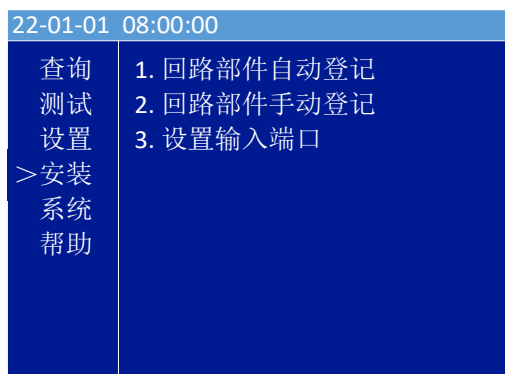 22-01-01 08:00:00
查询
测试
设置
＞安装
系统
帮助
1. 回路部件自动登记
2. 回路部件手动登记
3. 设置输入端口